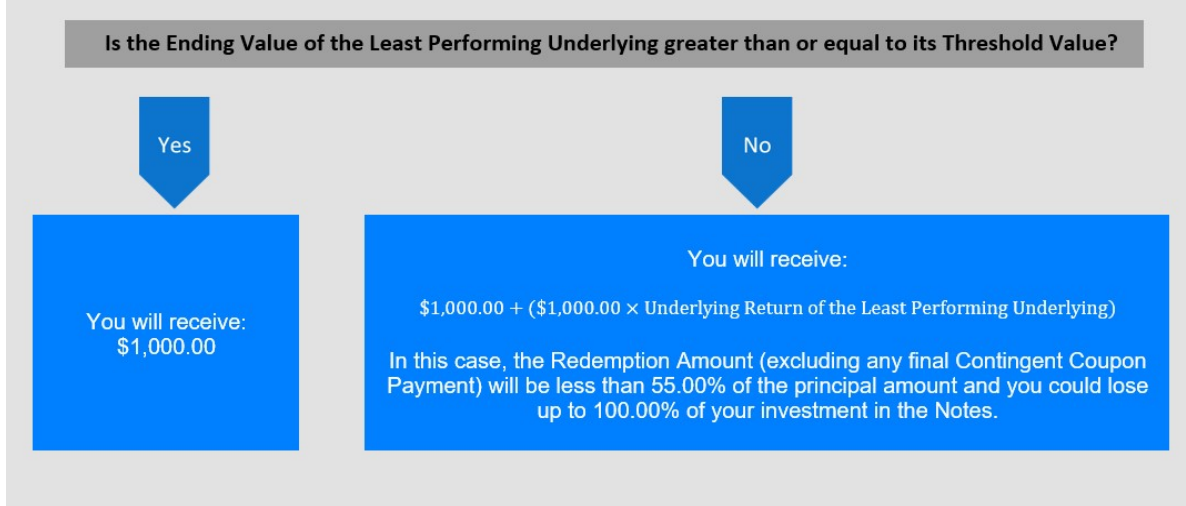 Is the Ending Value of the Least Performing Underlying greater than or equal to its Threshold Value?
Yes
No
You will receive:
$1,000.00
You will receive:
$1,000.00 + ($1,000.00 × Underlying Return of the Least Performing Underlying)
In this case, the Redemption Amount (excluding any final Contingent Coupon
Payment) will be less than 55.00% of the principal amount and you could lose
up to 100.00% of your investment in the Notes.